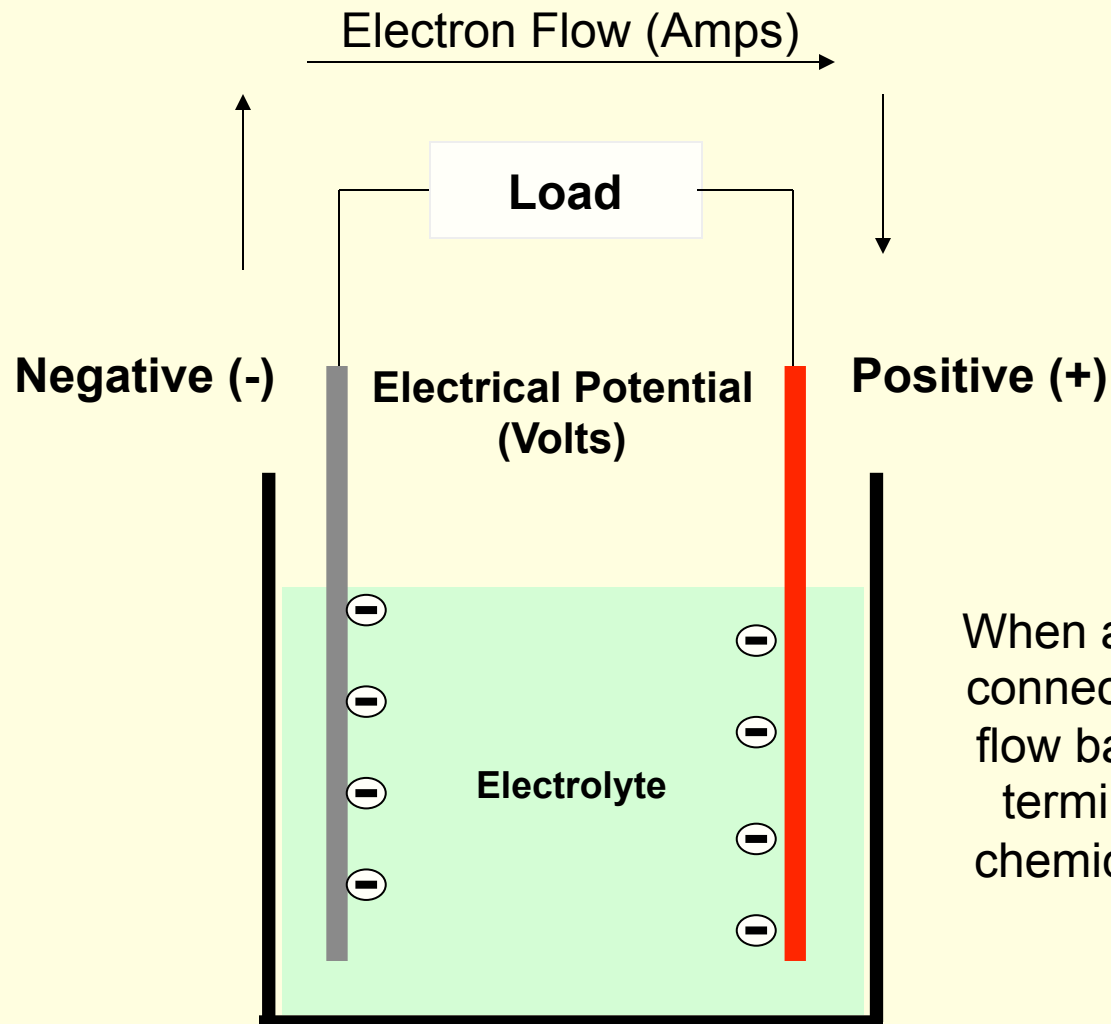 Electron Flow (Amps)
Load
Negative (-)
Electrical Potential
(Volts)
Positive (+)
Electrolyte
When
connec
flow ba
termi
chemic